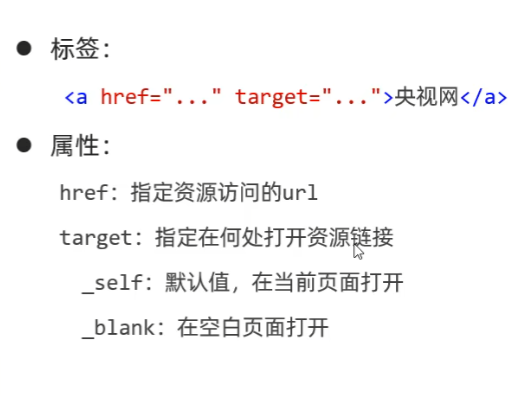 ● 标签：
<a href="..." target="...">央视网</a>
● 属性：
href：指定资源访问的url
target：指定在何处打开资源链接
_self：默认值，在当前页面打开
_blank：在空白页面打开